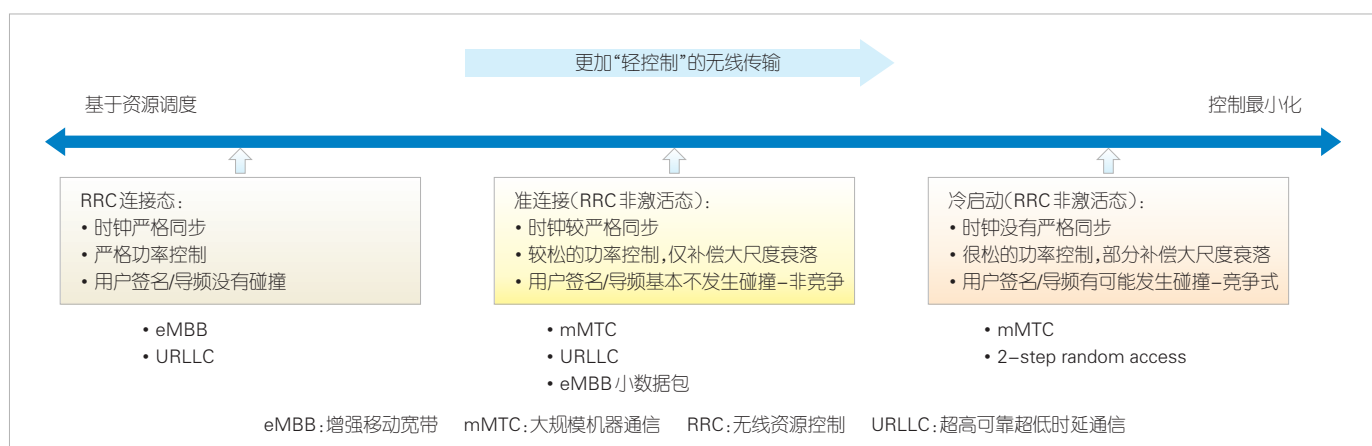 更加“轻控制”的无线传输
基于资源调度
控制最小化
RRC连接态:
• 时钟严格同步
• 严格功率控制
• 用户签名/导频没有碰撞
• eMBB
• URLLC
准连接(RRC非激活态):
• 时钟较严格同步
• 较松的功率控制,仅补偿大尺度衰落
• 用户签名/导频基本不发生碰撞-非竞争
• mMTC
• URLLC
• eMBB小数据包
冷启动(RRC非激活态):
• 时钟没有严格同步
• 很松的功率控制,部分补偿大尺度衰落
• 用户签名/导频有可能发生碰撞-竞争式
• mMTC
• 2-step random access
eMBB:增强移动宽带 mMTC:大规模机器通信 RRC:无线资源控制 URLLC:超高可靠超低时延通信